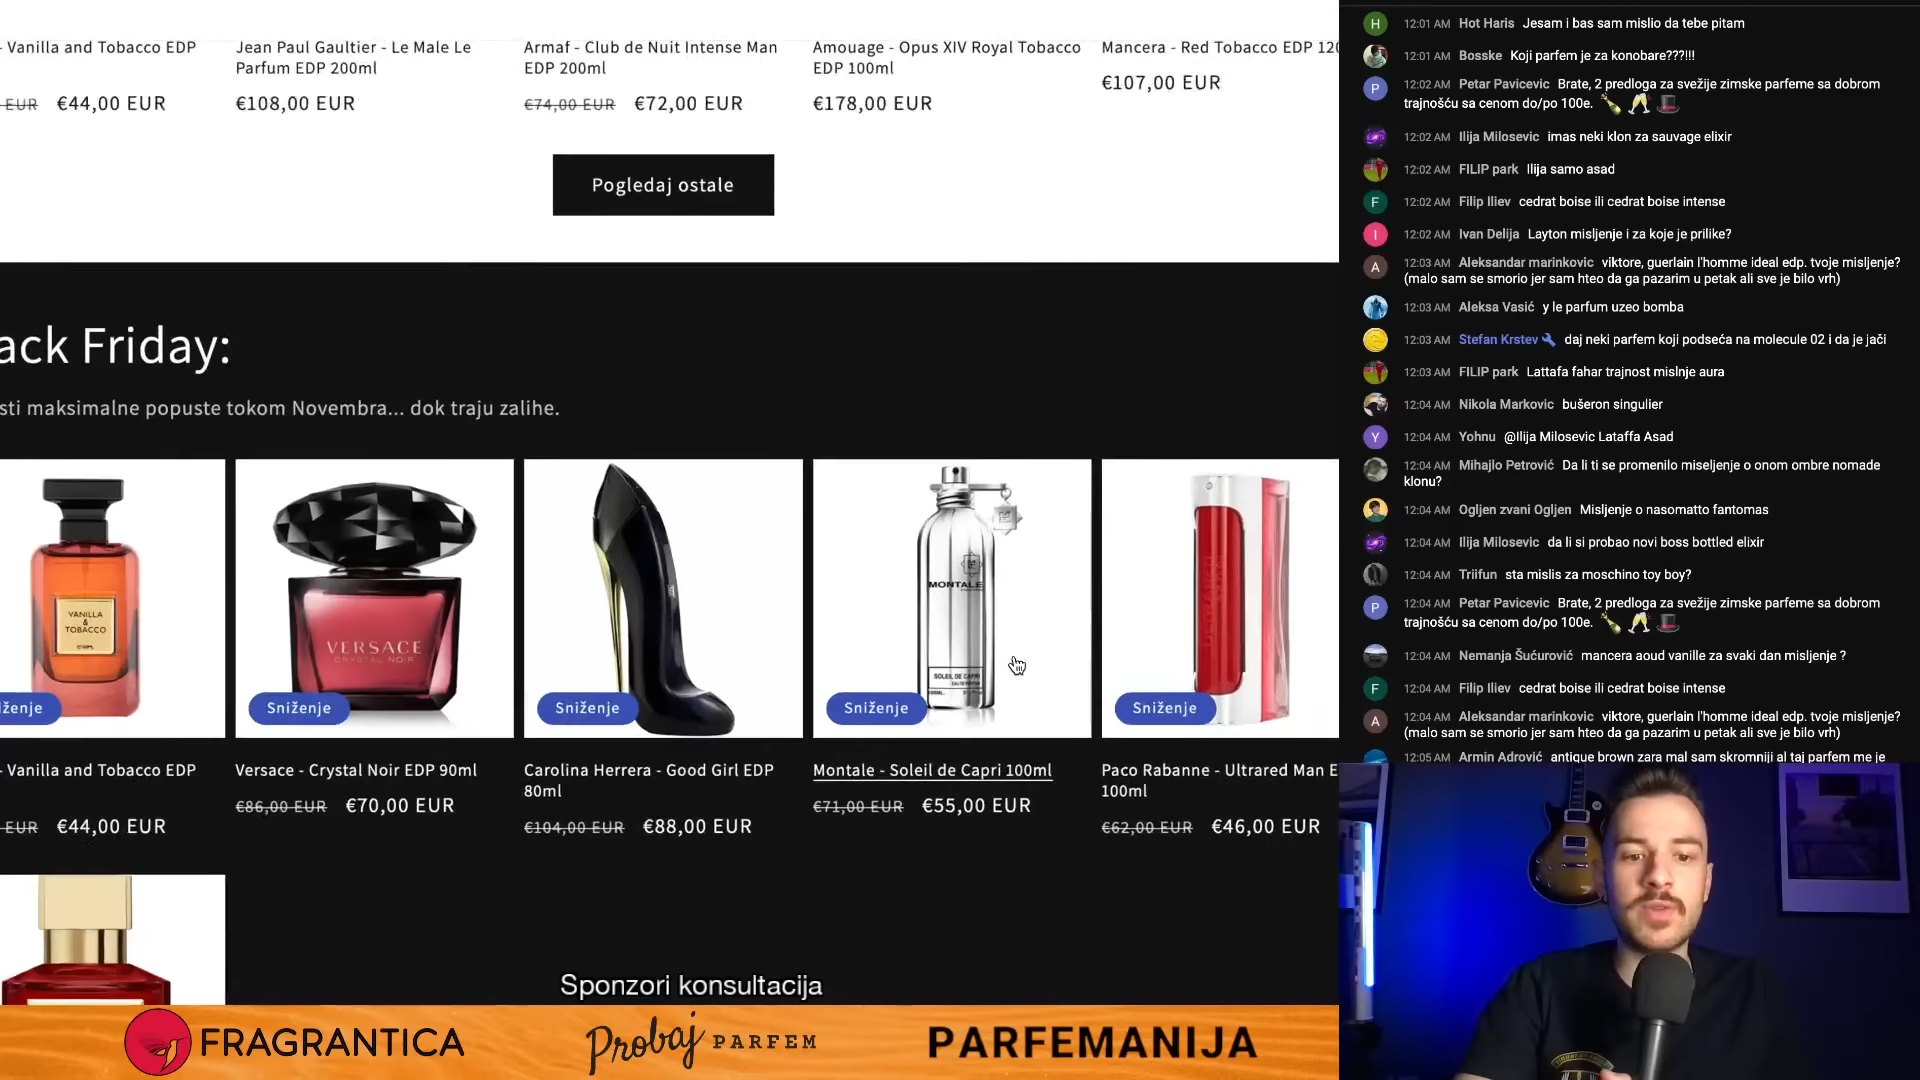 - Vanilla and Tobacco EDP
EUR €44,00 EUR
Jean Paul Gaultier - Le Male Le
Parfum EDP 200ml
€108,00 EUR
Armaf - Club de Nuit Intense Man
EDP 200ml
€74,00 EUR €72,00 EUR
Amouage - Opus XIV Royal Tobacco
EDP 100ml
€178,00 EUR
Mancera - Red Tobacco EDP 120
€107,00 EUR
Pogledaj ostale
ack Friday:
sti maksimalne popuste tokom Novembra... dok traju zalihe.
VANILLA
&
TOBACCO
iženje
- Vanilla and Tobacco EDP
EUR €44,00 EUR
VERSACE
CRYSTAL NOIR
Sniženje
Versace - Crystal Noir EDP 90ml
€86,00 EUR €70,00 EUR
Sniženje
Carolina Herrera - Good Girl EDP
80ml
€104,00 EUR €88,00 EUR
MONTALE
SOLEIL DE CAPRI
Sniženje
Montale - Soleil de Capri 100ml
€71,00 EUR €55,00 EUR
Sniženje
Paco Rabanne - Ultrared Man E
100ml
€62,00 EUR €46,00 EUR
Sponzori konsultacija
FRAGRANTICA
Probaj PARFEM
PARFEMANIJA
H 12:01 AM Hot Haris Jesam i bas sam mislio da tebe pitam
12:01 AM Bosske Koji parfem je za konobare???!!!
P 12:02 AM Petar Pavicevic Brate, 2 predloga za svežije zimske parfeme sa dobrom
trajnošću sa cenom do/po 100e. 🍾 🥂 🎩
12:02 AM Ilija Milosevic imas neki klon za sauvage elixir
12:02 AM FILIP park Ilija samo asad
F 12:02 AM Filip Iliev cedrat boise ili cedrat boise intense
I 12:02 AM Ivan Delija Layton misljenje i za koje je prilike?
A 12:03 AM Aleksandar marinkovic viktore, guerlain l'homme ideal edp. tvoje misljenje?
(malo sam se smorio jer sam hteo da ga pazarim u petak ali sve je bilo vrh)
12:03 AM Aleksa Vasić y le parfum uzeo bomba
12:03 AM Stefan Krstev daj neki parfem koji podseća na molecule 02 i da je jači
12:03 AM FILIP park Lattafa fahar trajnost mislnje aura
12:04 AM Nikola Markovic bušeron singulier
Y 12:04 AM Yohnu @Ilija Milosevic Lataffa Asad
12:04 AM Mihajlo Petrović Da li ti se promenilo miseljenje o onom ombre nomade
klonu?
12:04 AM Ogljen zvani Ogljen Misljenje o nasomatto fantomas
12:04 AM Ilija Milosevic da li si probao novi boss bottled elixir
12:04 AM Triifun sta mislis za moschino toy boy?
P 12:04 AM Petar Pavicevic Brate, 2 predloga za svežije zimske parfeme sa dobrom
trajnošću sa cenom do/po 100e. 🍾 🥂 🎩
12:04 AM Nemanja Šućurović mancera aoud vanille za svaki dan misljenje ?
F 12:04 AM Filip Iliev cedrat boise ili cedrat boise intense
A 12:04 AM Aleksandar marinkovic viktore, guerlain l'homme ideal edp. tvoje misljenje?
(malo sam se smorio jer sam hteo da ga pazarim u petak ali sve je bilo vrh)
12:05 AM Armin Adrović antique brown zara mal sam skromniji al taj parfem me je